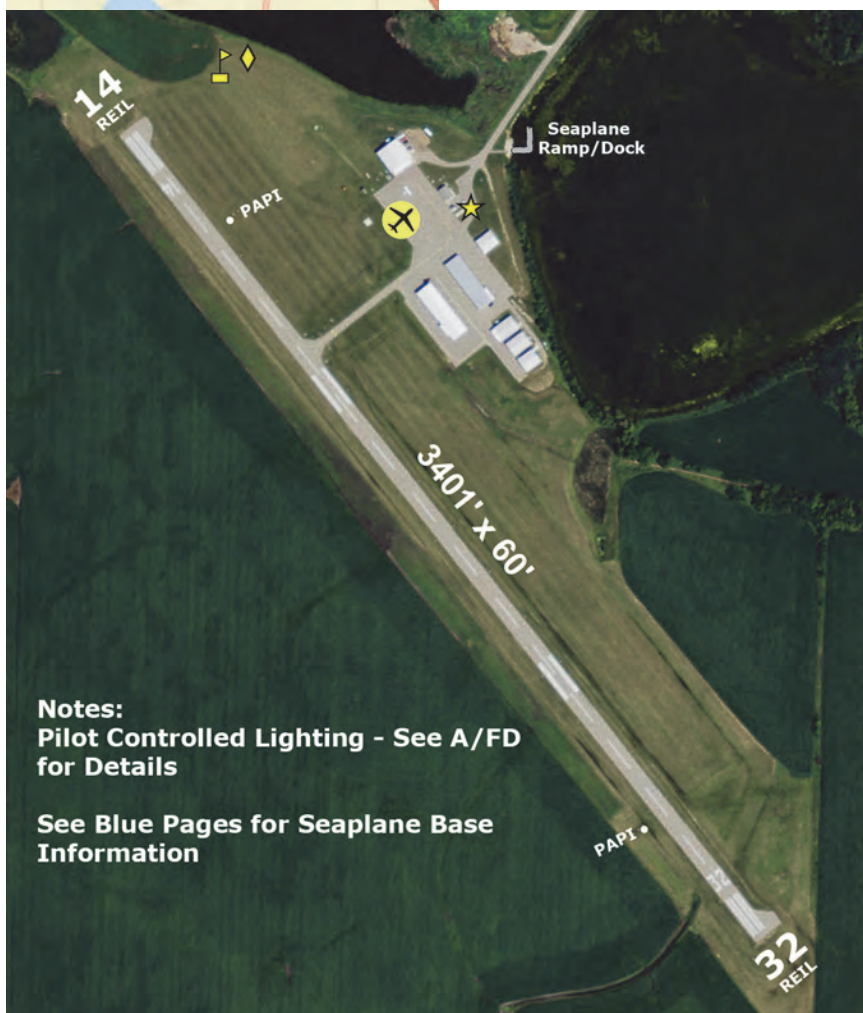 14
REIL
PAPI
Seaplane
Ramp/Dock
3401' x 60'
Notes:
Pilot Controlled Lighting - See A/FD
for Details
See Blue Pages for Seaplane Base
Information
PAPI
32
32
REIL